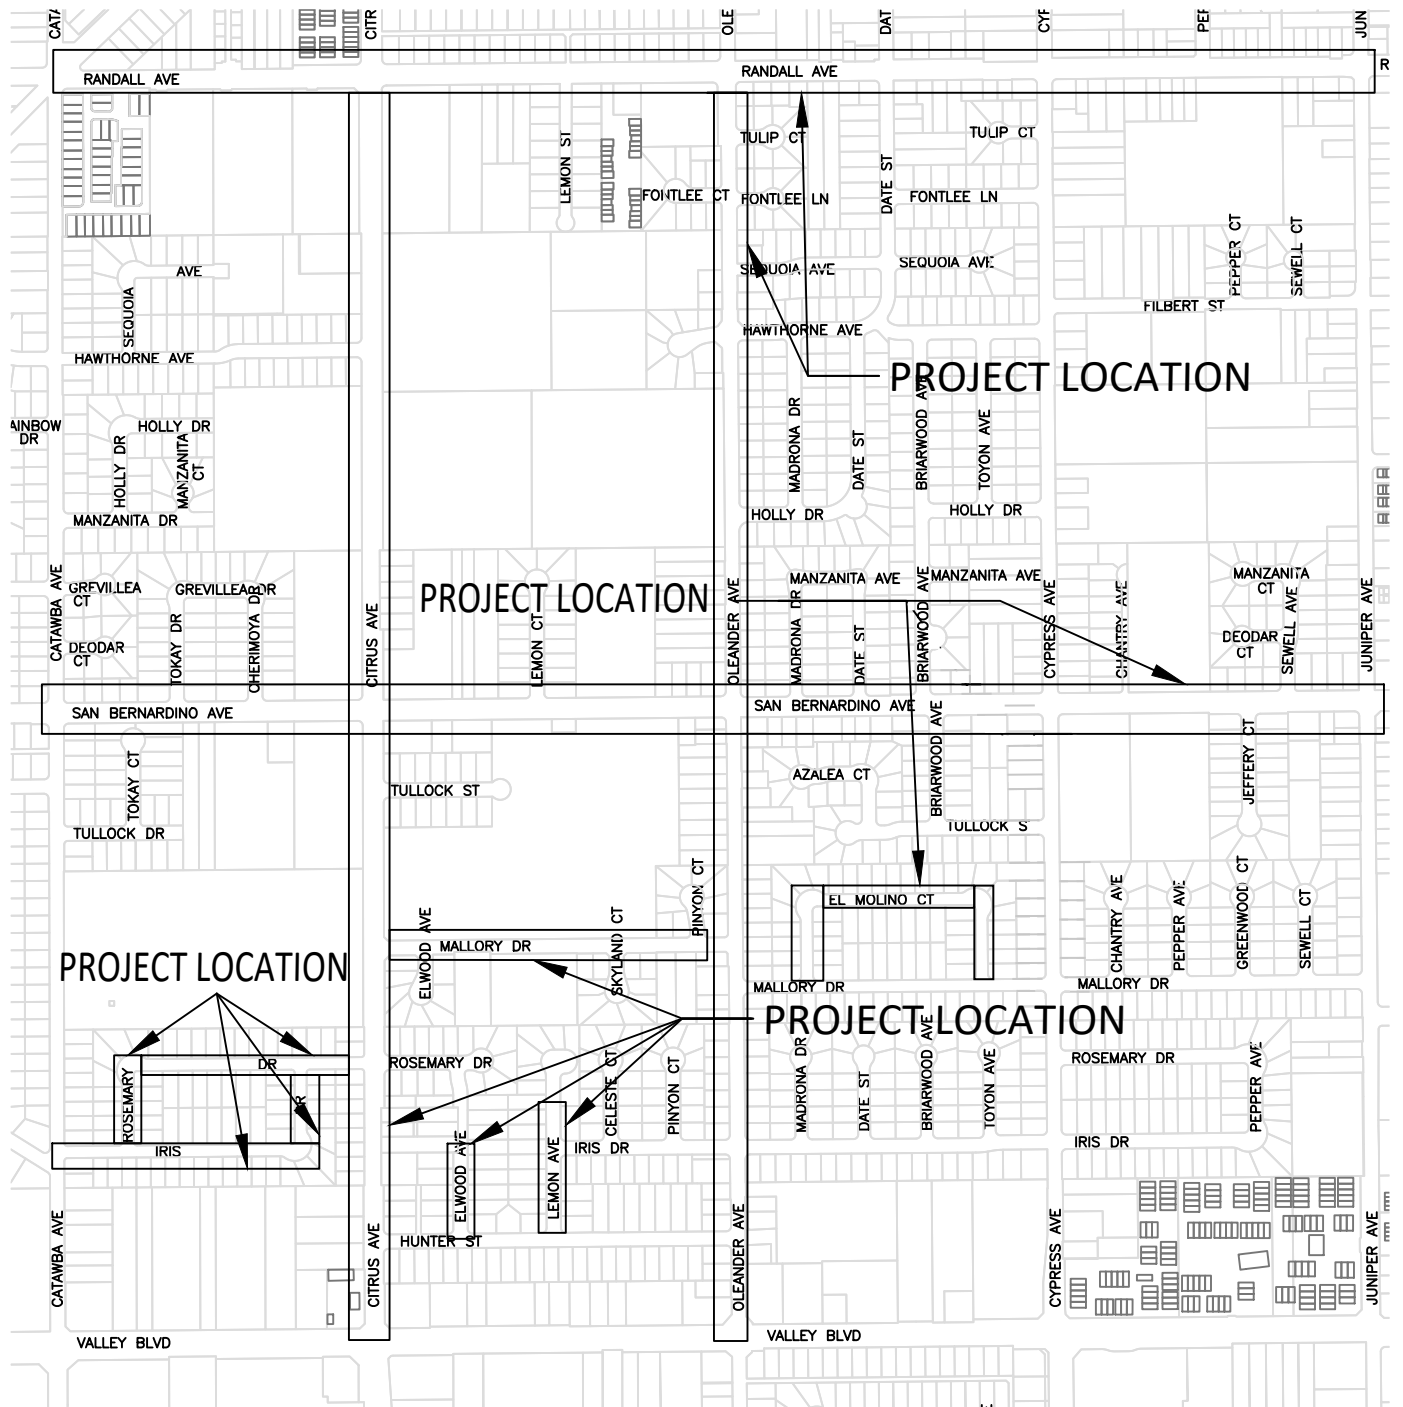 CITR
OLE
DAT
CYP
PEP
JUN
RANDALL AVE
RANDALL AVE
R
TULIP CT
TULIP CT
LEMON ST
DATE ST
FONTLEE CT
FONTLEE LN
FONTLEE LN
PEPPER CT
SEWELL CT
AVE
SEQUOIA AVE
SEQUOIA AVE
SEQUOIA
FILBERT ST
HAWTHORNE AVE
HAWTHORNE AVE
PROJECT LOCATION
AINBOW
DR
HOLLY DR
HOLLY DR
MANZANITA
CT
MADRONA DR
DATE ST
BRIARWOOD AVE
TOYON AVE
MANZANITA DR
HOLLY DR
HOLLY DR
CATAWBA AVE
GREVILLEA
CT
GREVILLEA DR
PROJECT LOCATION
MANZANITA AVE
MANZANITA AVE
MANZANITA
CT
DEODAR
CT
TOKAY DR
CHERIMOYA DR
CITRUS AVE
LEMON CT
OLEANDER AVE
MADRONA DR
DATE ST
BRIARWOOD AVE
CYPRESS AVE
CHANTRY AVE
DEODAR
CT
SEWELL AVE
JUNIPER AVE
SAN BERNARDINO AVE
SAN BERNARDINO AVE
TOKAY CT
TULLOCK ST
AZALEA CT
BRIARWOOD AVE
JEFFERY CT
TULLOCK DR
TULLOCK S
PINYON CT
EL MOLINO CT
ELWOOD AVE
MALLORY DR
SKYLAND CT
CHANTRY AVE
PEPPER AVE
GREENWOOD CT
SEWELL CT
PROJECT LOCATION
MALLORY DR
MALLORY DR
PROJECT LOCATION
ROSEMARY
DR
R
ROSEMARY DR
CELESTE CT
PINYON CT
MADRONA DR
DATE ST
BRIARWOOD AVE
TOYON AVE
ROSEMARY DR
PEPPER AVE
IRIS
ELWOOD AVE
LEMON AVE
IRIS DR
IRIS DR
CATAWBA AVE
CITRUS AVE
HUNTER ST
OLEANDER AVE
CYPRESS AVE
JUNIPER AVE
VALLEY BLVD
VALLEY BLVD